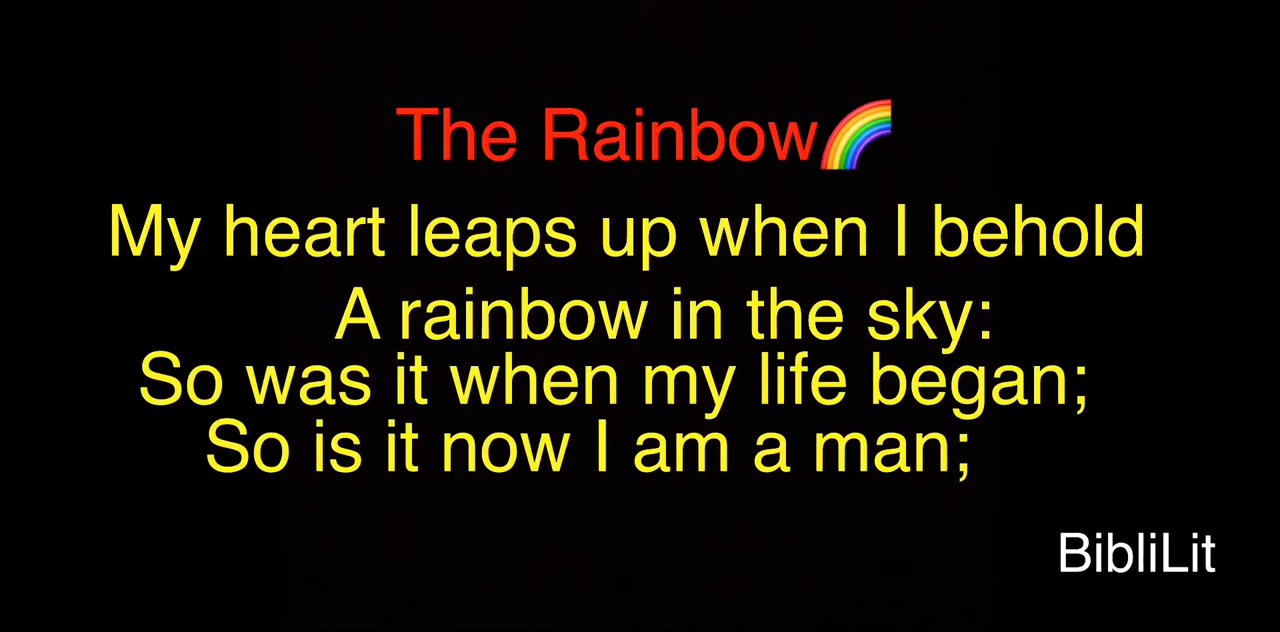 The Rainbow🌈
My heart leaps up when I behold
A rainbow in the sky:
So was it when my life began;
So is it now I am a man;
BibliLit